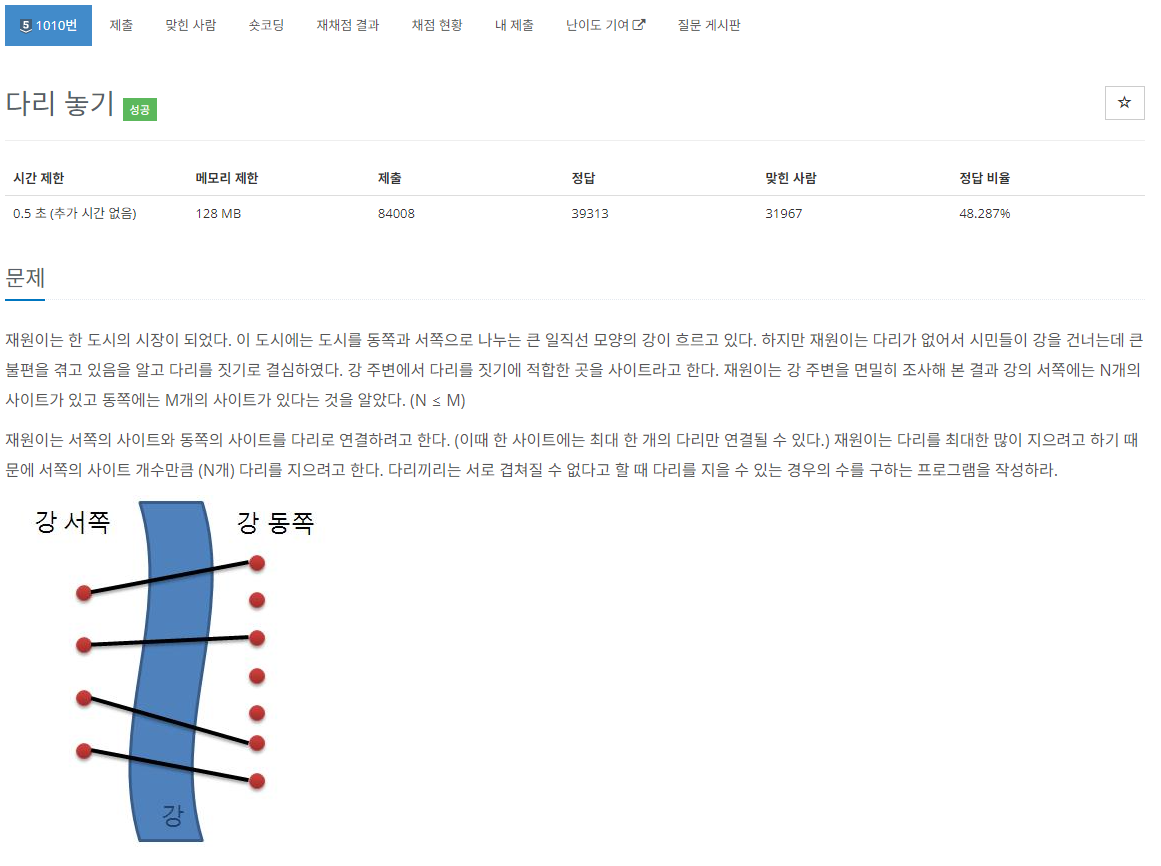 5 1010번 제출 맞힌 사람 숏코딩 재채점 결과 채점 현황 내 제출 난이도 기여 질문 게시판
다리 놓기 성공
시간 제한 메모리 제한 제출 정답 맞힌 사람 정답 비율
0.5 초 (추가 시간 없음) 128 MB 84008 39313 31967 48.287%
문제
재원이는 한 도시의 시장이 되었다. 이 도시에는 도시를 동쪽과 서쪽으로 나누는 큰 일직선 모양의 강이 흐르고 있다. 하지만 재원이는 다리가 없어서 시민들이 강을 건너는데 큰
불편을 겪고 있음을 알고 다리를 짓기로 결심하였다. 강 주변에서 다리를 짓기에 적합한 곳을 사이트라고 한다. 재원이는 강 주변을 면밀히 조사해 본 결과 강의 서쪽에는 N개의
사이트가 있고 동쪽에는 M개의 사이트가 있다는 것을 알았다. (N ≤ M)
재원이는 서쪽의 사이트와 동쪽의 사이트를 다리로 연결하려고 한다. (이때 한 사이트에는 최대 한 개의 다리만 연결될 수 있다.) 재원이는 다리를 최대한 많이 지으려고 하기 때
문에 서쪽의 사이트 개수만큼 (N개) 다리를 지으려고 한다. 다리끼리는 서로 겹쳐질 수 없다고 할 때 다리를 지을 수 있는 경우의 수를 구하는 프로그램을 작성하라.
강 서쪽 강 동쪽
강